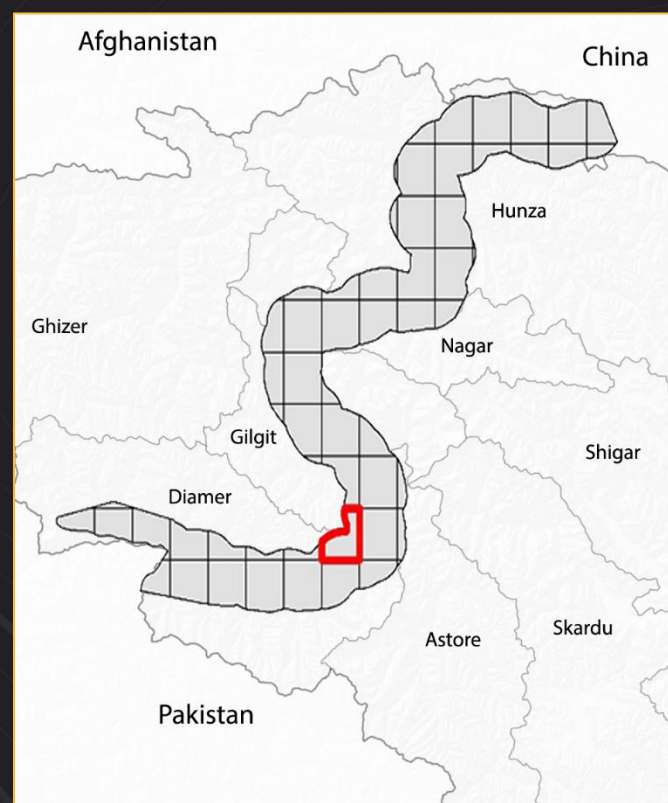 Afghanistan
China
Hunza
Ghizer
Nagar
Gilgit
Shigar
Diamer
Skardu
Astore
Pakistan